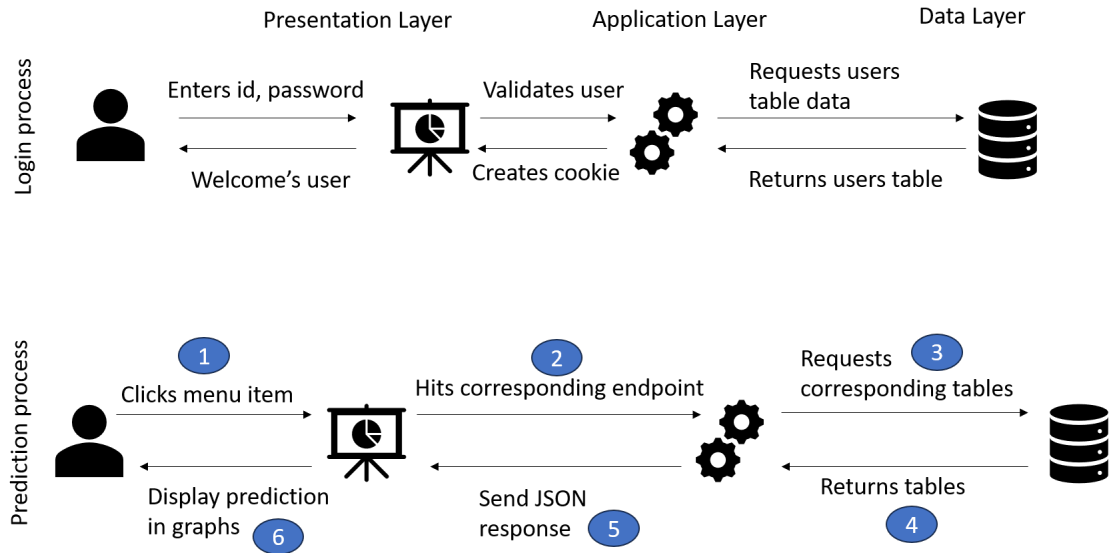 Presentation Layer
Application Layer
Data Layer
Login process
Enters id, password
Validates user
Requests users
table data
Welcome’s user
Creates cookie
Returns users table
Prediction process
1
2
3
Clicks menu item
Hits corresponding endpoint
Requests
corresponding tables
Display prediction
in graphs
6
Send JSON
response
5
Returns tables
4